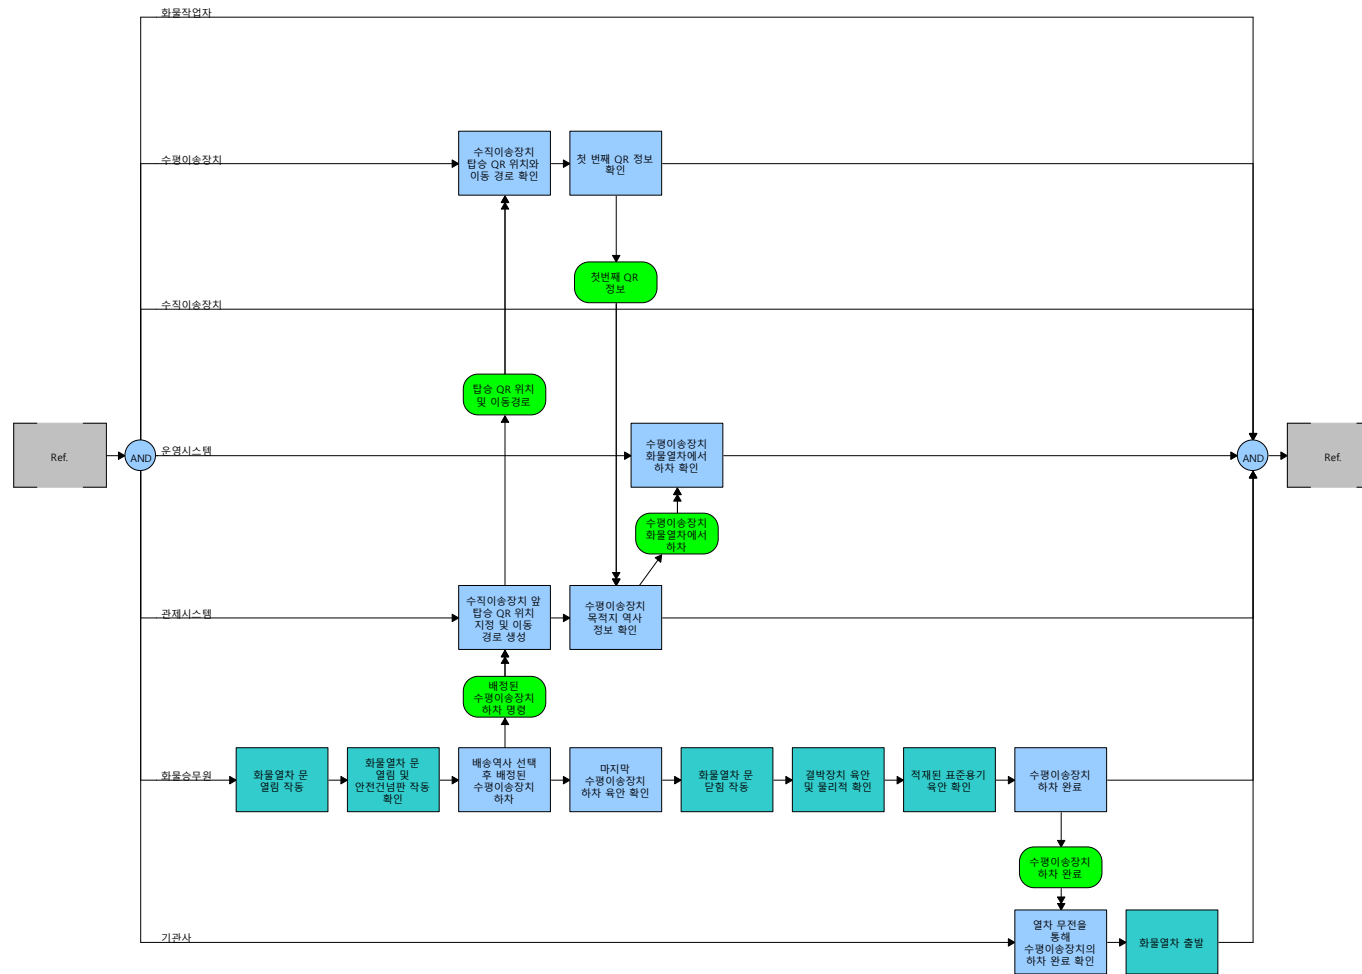 화물작업자
수평이송장치
수직이송장치
탑승 QR 위치와
이동 경로 확인
첫 번째 QR 정보
확인
첫번째 QR
정보
수직이송장치
탑승 QR 위치
및 이동경로
Ref.
AND
운영시스템
수평이송장치
화물열차에서
하차 확인
AND
Ref.
수평이송장치
화물열차에서
하차
관제시스템
수직이송장치 앞
탑승 QR 위치
지정 및 이동
경로 생성
수평이송장치
목적지 역사
정보 확인
배정된
수평이송장치
하차 명령
화물승무원
화물열차 문
열림 작동
화물열차 문
열림 및
안전건넘판 작동
확인
배송역사 선택
후 배정된
수평이송장치
하차
마지막
수평이송장치
하차 육안 확인
화물열차 문
닫힘 작동
결박장치 육안
및 물리적 확인
적재된 표준용기
육안 확인
수평이송장치
하차 완료
수평이송장치
하차 완료
기관사
열차 무전을
통해
수평이송장치의
하차 완료 확인
화물열차 출발